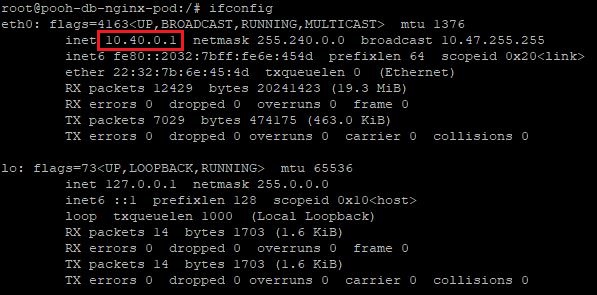 root@pooh-db-nginx-pod:/# ifconfig
eth0: flags=4163<UP,BROADCAST,RUNNING,MULTICAST>  mtu 1376
inet 10.40.0.1  netmask 255.240.0.0  broadcast 10.47.255.255
inet6 fe80::2032:7bff:fe6e:454d  prefixlen 64  scopeid 0x20<link>
ether 22:32:7b:6e:45:4d  txqueuelen 0  (Ethernet)
RX packets 12429  bytes 20241423 (19.3 MiB)
RX errors 0  dropped 0  overruns 0  frame 0
TX packets 7029  bytes 474175 (463.0 KiB)
TX errors 0  dropped 0 overruns 0  carrier 0  collisions 0
lo: flags=73<UP,LOOPBACK,RUNNING>  mtu 65536
inet 127.0.0.1  netmask 255.0.0.0
inet6 ::1  prefixlen 128  scopeid 0x10<host>
loop  txqueuelen 1000  (Local Loopback)
RX packets 14  bytes 1703 (1.6 KiB)
RX errors 0  dropped 0  overruns 0  frame 0
TX packets 14  bytes 1703 (1.6 KiB)
TX errors 0  dropped 0 overruns 0  carrier 0  collisions 0